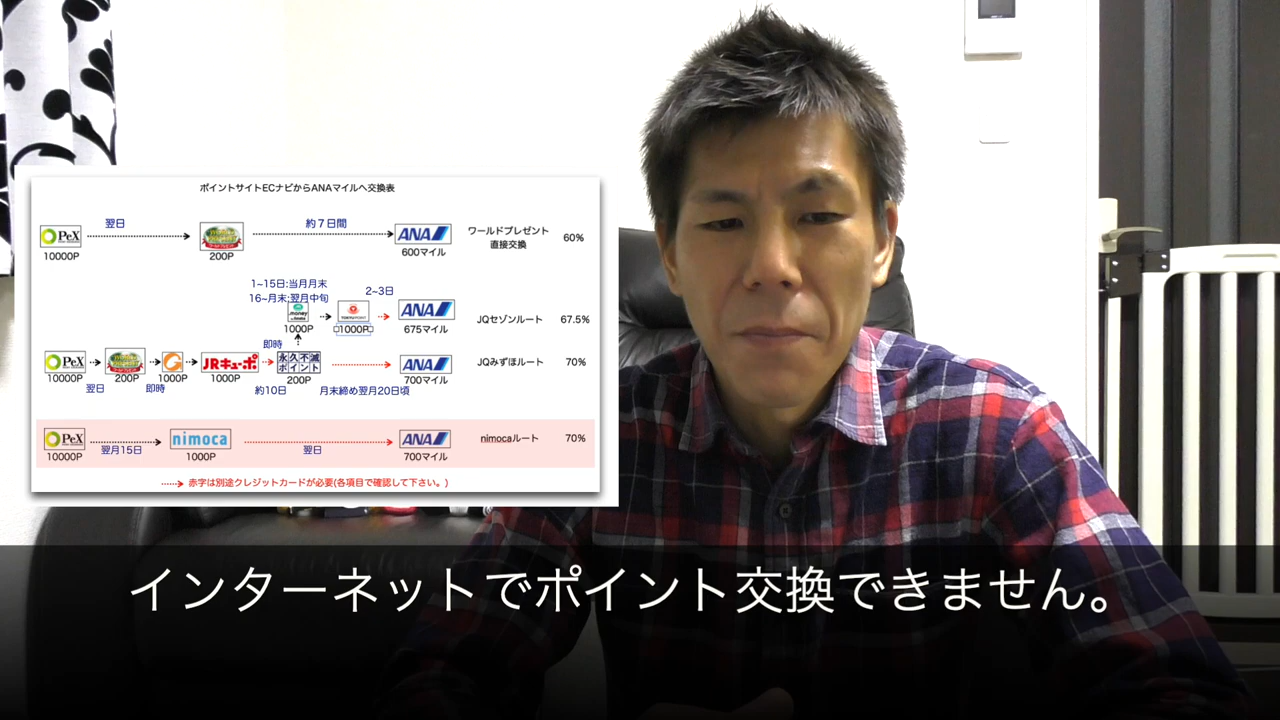 ポイントサイトECナビからANAマイルへ交換表
翌日
約７日間
PeX
ANA
ワールドプレゼント
直接交換
60%
10000P
200P
600マイル
1~15日:当月月末
16~月末:翌月中旬
2~3日
money
TOKYU POINT
ANA
JQセゾンルート
67.5%
1000P
1000P
675マイル
即時
PeX
JRキューポ
永久不滅
ポイント
ANA
JQみずほルート
70%
10000P
200P
1000P
1000P
200P
700マイル
翌日
即時
約10日
月末締め翌月20日頃
PeX
nimoca
ANA
nimocaルート
70%
10000P
翌月15日
1000P
翌日
700マイル
赤字は別途クレジットカードが必要(各項目で確認して下さい。)
インターネットでポイント交換できません。